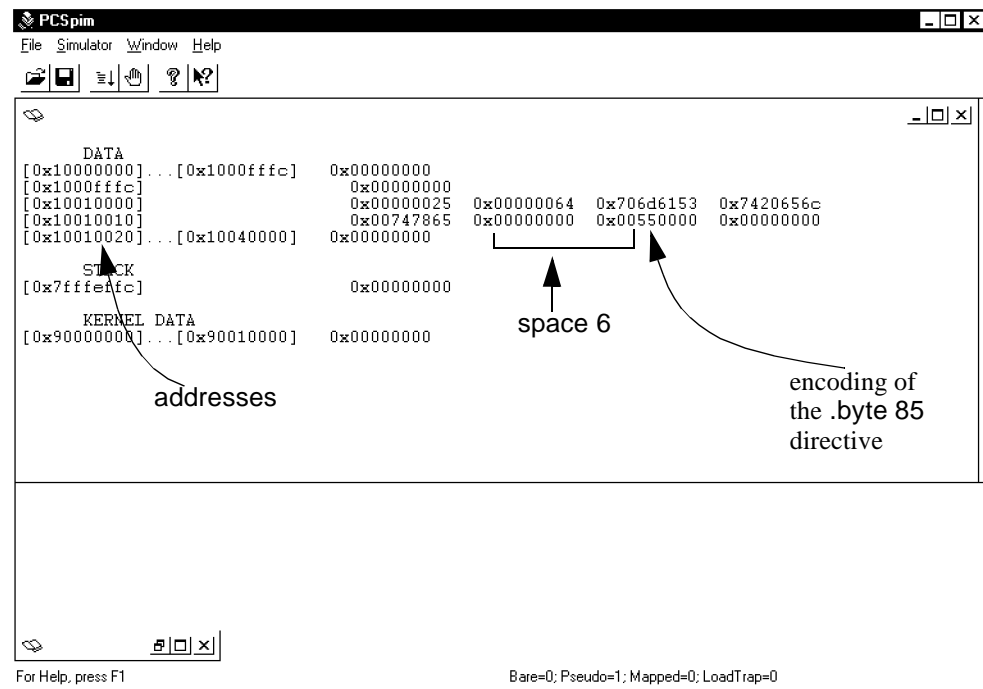 PCSpim
File Simulator Window Help
DATA
[0x10000000]...[0x1000fffc] 0x00000000
[0x1000fffc] 0x00000000
[0x10010000] 0x00000025 0x00000064 0x706d6153 0x7420656c
[0x10010010] 0x00747865 0x00000000 0x00550000 0x00000000
[0x10010020]...[0x10040000] 0x00000000
STACK
[0x7fffeffc] 0x00000000
KERNEL DATA
[0x90000000]...[0x90010000] 0x00000000
space 6
addresses
encoding of
the .byte 85
directive
For Help, press F1 Bare=0; Pseudo=1; Mapped=0; LoadTrap=0